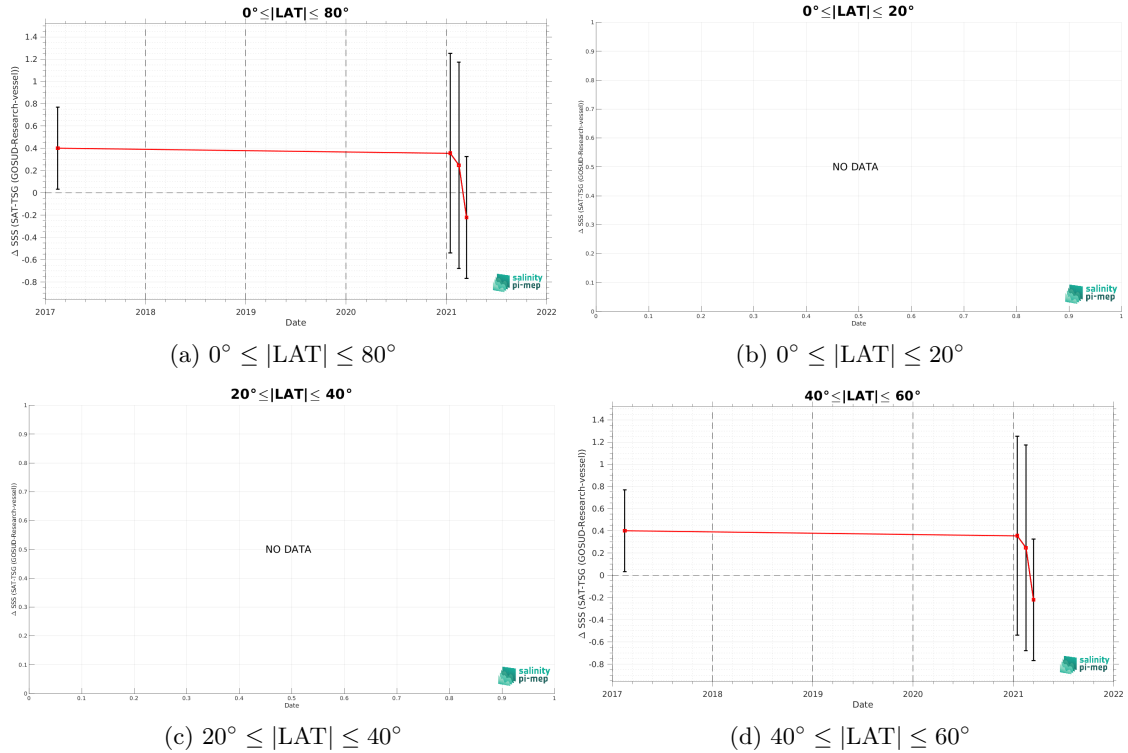 0°≤|LAT|≤ 80°
Δ SSS (SAT-TSG (GOSUD-Research-vessel))
1.4
1.2
1
0.8
0.6
0.4
0.2
0
-0.2
-0.4
-0.6
-0.8
2017 2018 2019 2020 2021 2022
Date
salinity
pi-mep
(a) 0° ≤ |LAT| ≤ 80°
0°≤|LAT|≤ 20°
Δ SSS (SAT-TSG (GOSUD-Research-vessel))
1
0.9
0.8
0.7
0.6
0.5
0.4
0.3
0.2
0.1
0
NO DATA
0 0.1 0.2 0.3 0.4 0.5 0.6 0.7 0.8 0.9 1
Date
salinity
pi-mep
(b) 0° ≤ |LAT| ≤ 20°
20°≤|LAT|≤ 40°
Δ SSS (SAT-TSG (GOSUD-Research-vessel))
1
0.9
0.8
0.7
0.6
0.5
0.4
0.3
0.2
0.1
0
NO DATA
0 0.1 0.2 0.3 0.4 0.5 0.6 0.7 0.8 0.9 1
Date
salinity
pi-mep
(c) 20° ≤ |LAT| ≤ 40°
40°≤|LAT|≤ 60°
Δ SSS (SAT-TSG (GOSUD-Research-vessel))
1.4
1.2
1
0.8
0.6
0.4
0.2
0
-0.2
-0.4
-0.6
-0.8
2017 2018 2019 2020 2021 2022
Date
salinity
pi-mep
(d) 40° ≤ |LAT| ≤ 60°